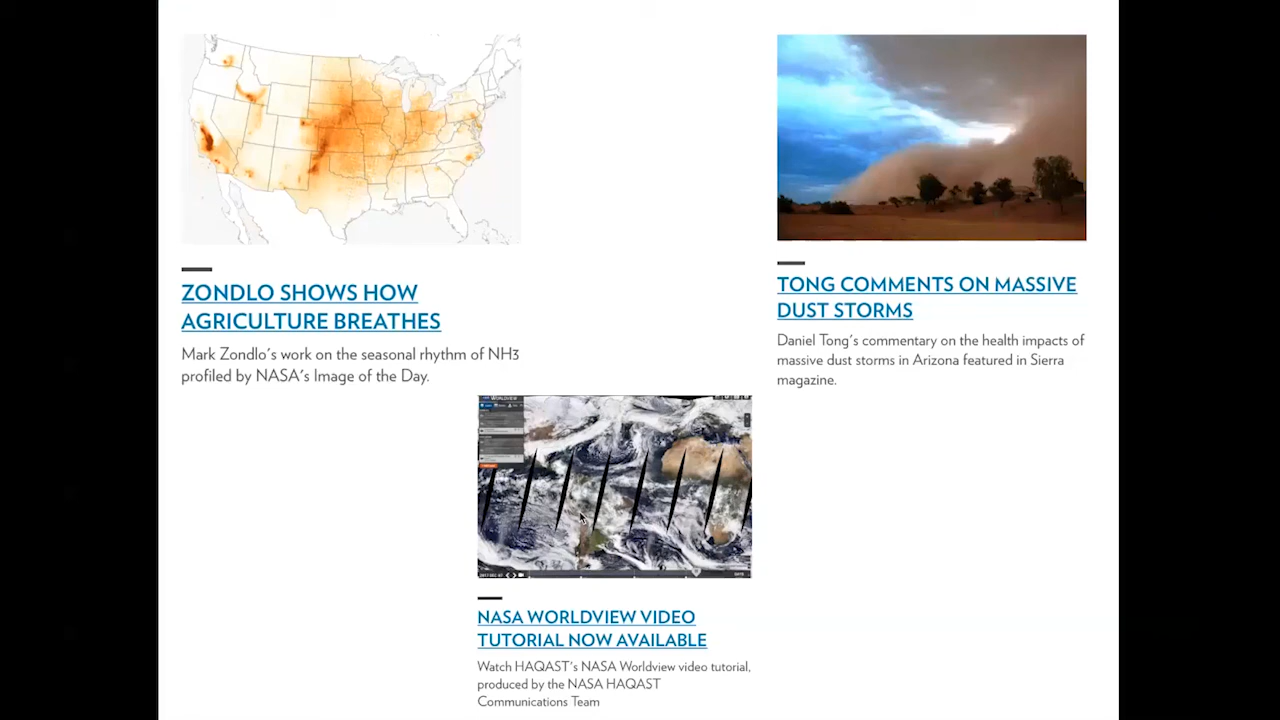 ZONDLO SHOWS HOW
AGRICULTURE BREATHES
Mark Zondlo's work on the seasonal rhythm of NH3
profiled by NASA's Image of the Day.
TONG COMMENTS ON MASSIVE
DUST STORMS
Daniel Tong's commentary on the health impacts of
massive dust storms in Arizona featured in Sierra
magazine.
WORLDVIEW
NASA WORLDVIEW VIDEO
TUTORIAL NOW AVAILABLE
Watch HAQAST's NASA Worldview video tutorial,
produced by the NASA HAQAST
Communications Team